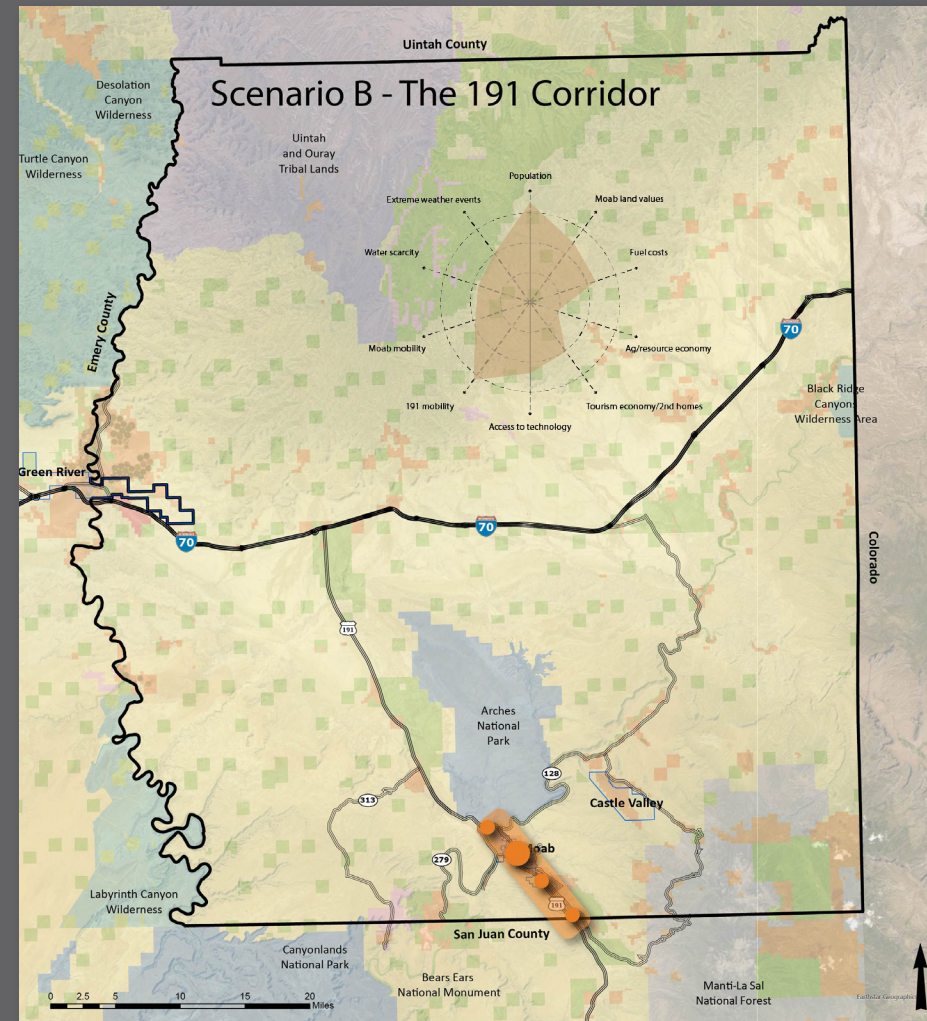 Uintah County
Scenario B - The 191 Corridor
Desolation
Canyon
Wilderness
Turtle Canyon
Wilderness
Uintah
and Ouray
Tribal Lands
Population
Extreme weather events
Moab land values
Water scarcity
Fuel costs
Moab mobility
Ag/resource economy
191 mobility
Tourism economy/2nd homes
Access to technology
Emery County
70
Black Ridge
Canyons
Wilderness Area
Green River
70
70
Colorado
191
Arches
National
Park
128
313
Castle Valley
oab
279
Labyrinth Canyon
Wilderness
191
San Juan County
Canyonlands
National Park
Bears Ears
National Monument
Manti-La Sal
National Forest
0 2.5 5 10 15 20
Miles
Earthstar Geographics